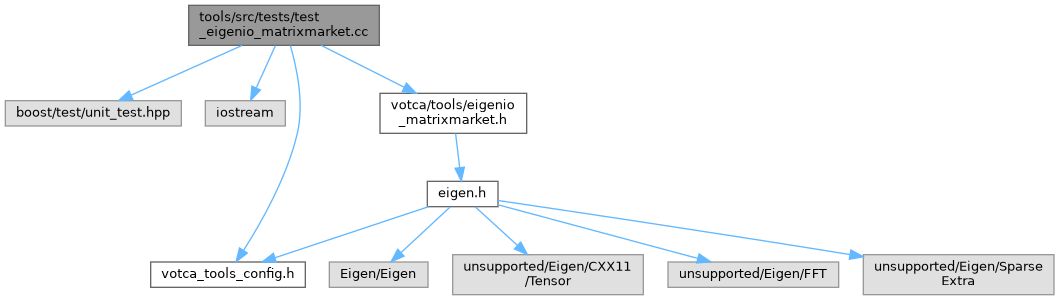 tools/src/tests/test
_eigenio_matrixmarket.cc
boost/test/unit_test.hpp
iostream
votca/tools/eigenio
_matrixmarket.h
eigen.h
votca_tools_config.h
Eigen/Eigen
unsupported/Eigen/CXX11
/Tensor
unsupported/Eigen/FFT
unsupported/Eigen/Sparse
Extra